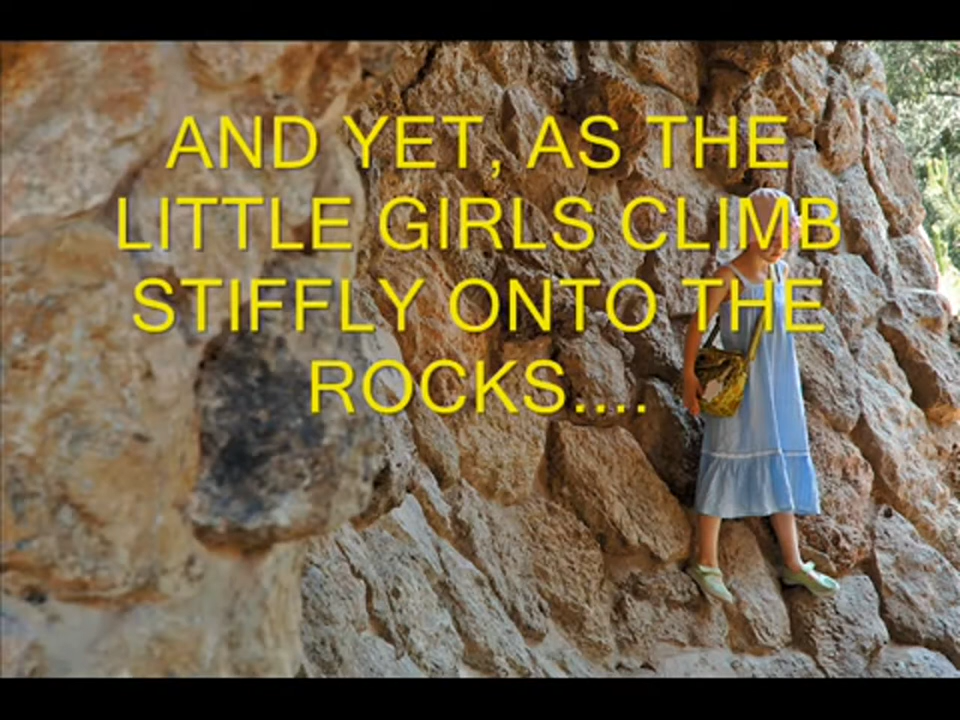 AND YET, AS THE
LITTLE GIRLS CLIMB
STIFFLY ONTO THE
ROCKS....